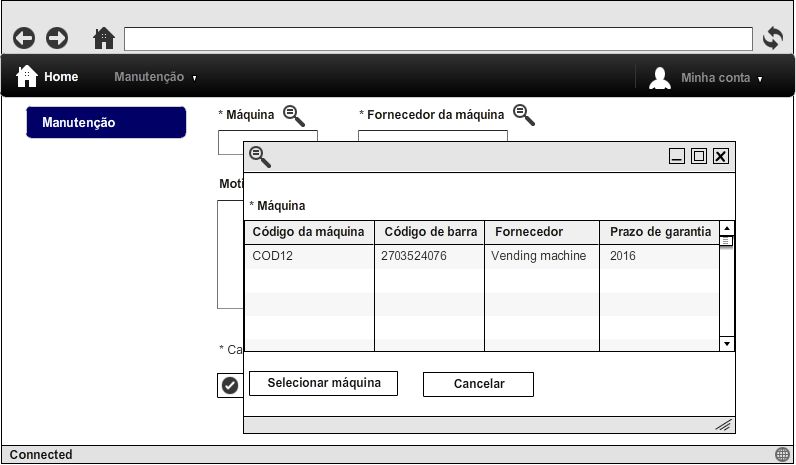 Home
Manutenção
Minha conta
Manutenção
* Máquina
* Fornecedor da máquina
Moti
* Máquina
Código da máquina Código de barra Fornecedor Prazo de garantia
COD12 2703524076 Vending machine 2016
* Ca
Selecionar máquina
Cancelar
Connected